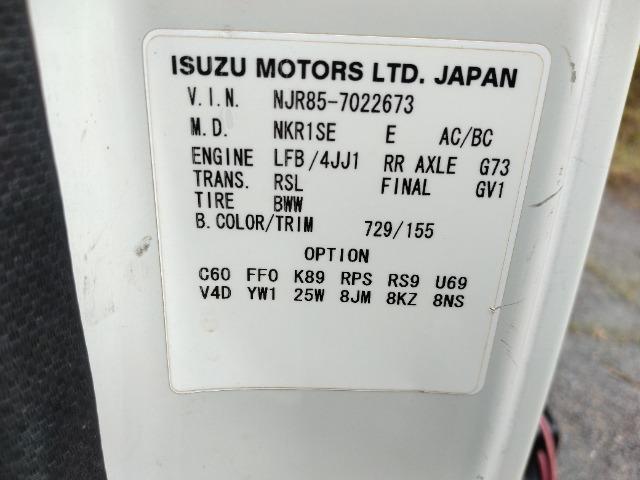 ISUZU MOTORS LTD. JAPAN
V.I.N. NJR85-7022673
M.D. NKR1SE E AC/BC
ENGINE LFB/4JJ1 RR AXLE G73
TRANS. RSL FINAL GV1
TIRE BWW
B.COLOR/TRIM 729/155
OPTION
C60 FF0 K89 RPS RS9 U69
V4D YW1 25W 8JM 8KZ 8NS